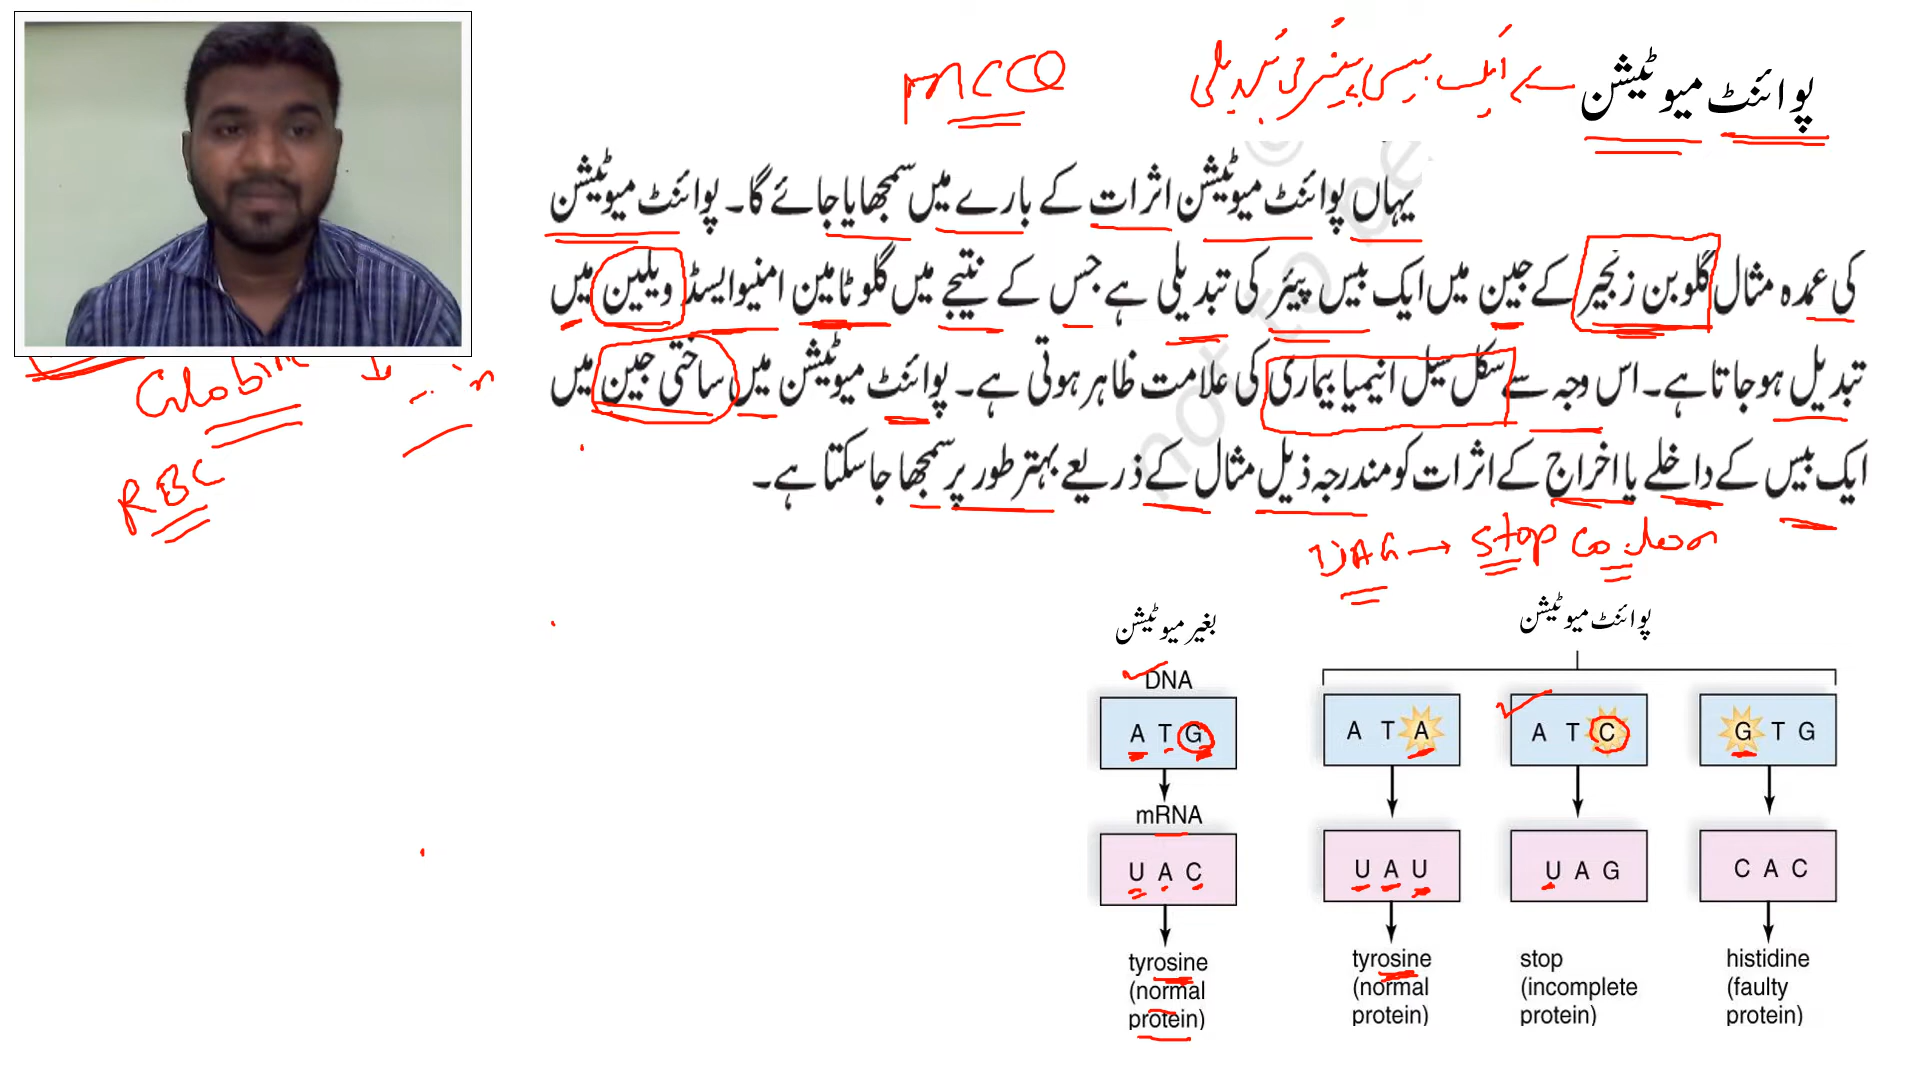 پوائنٹ میوٹیشن
سے ایک بیس پیئر کی تبدیلی
MCQ
یہاں پوائنٹ میوٹیشن اثرات کے بارے میں سمجھایا جائے گا۔ پوائنٹ میوٹیشن
کی عمدہ مثال گلوبن زنجیر کے جین میں ایک بیس پیئر کی تبدیلی ہے جس کے نتیجے میں گلوٹامین امنیوایسڈ ویلین میں
تبدیل ہوجاتا ہے۔ اس وجہ سے سکل سیل انیمیا بیماری کی علامت ظاہر ہوتی ہے۔ پوائنٹ میوٹیشن میں ساختی جین میں
ایک بیس کے داخلے یا اخراج کے اثرات کو مندرجہ ذیل مثال کے ذریعے بہتر طور پر سمجھا جاسکتا ہے۔
not to be
Globin
RBC
UAG → Stop Codon
بغیر میوٹیشن
پوائنٹ میوٹیشن
DNA
A T G
A T A
A T C
G T G
mRNA
U A C
U A U
U A G
C A C
tyrosine
(normal
protein)
tyrosine
(normal
protein)
stop
(incomplete
protein)
histidine
(faulty
protein)